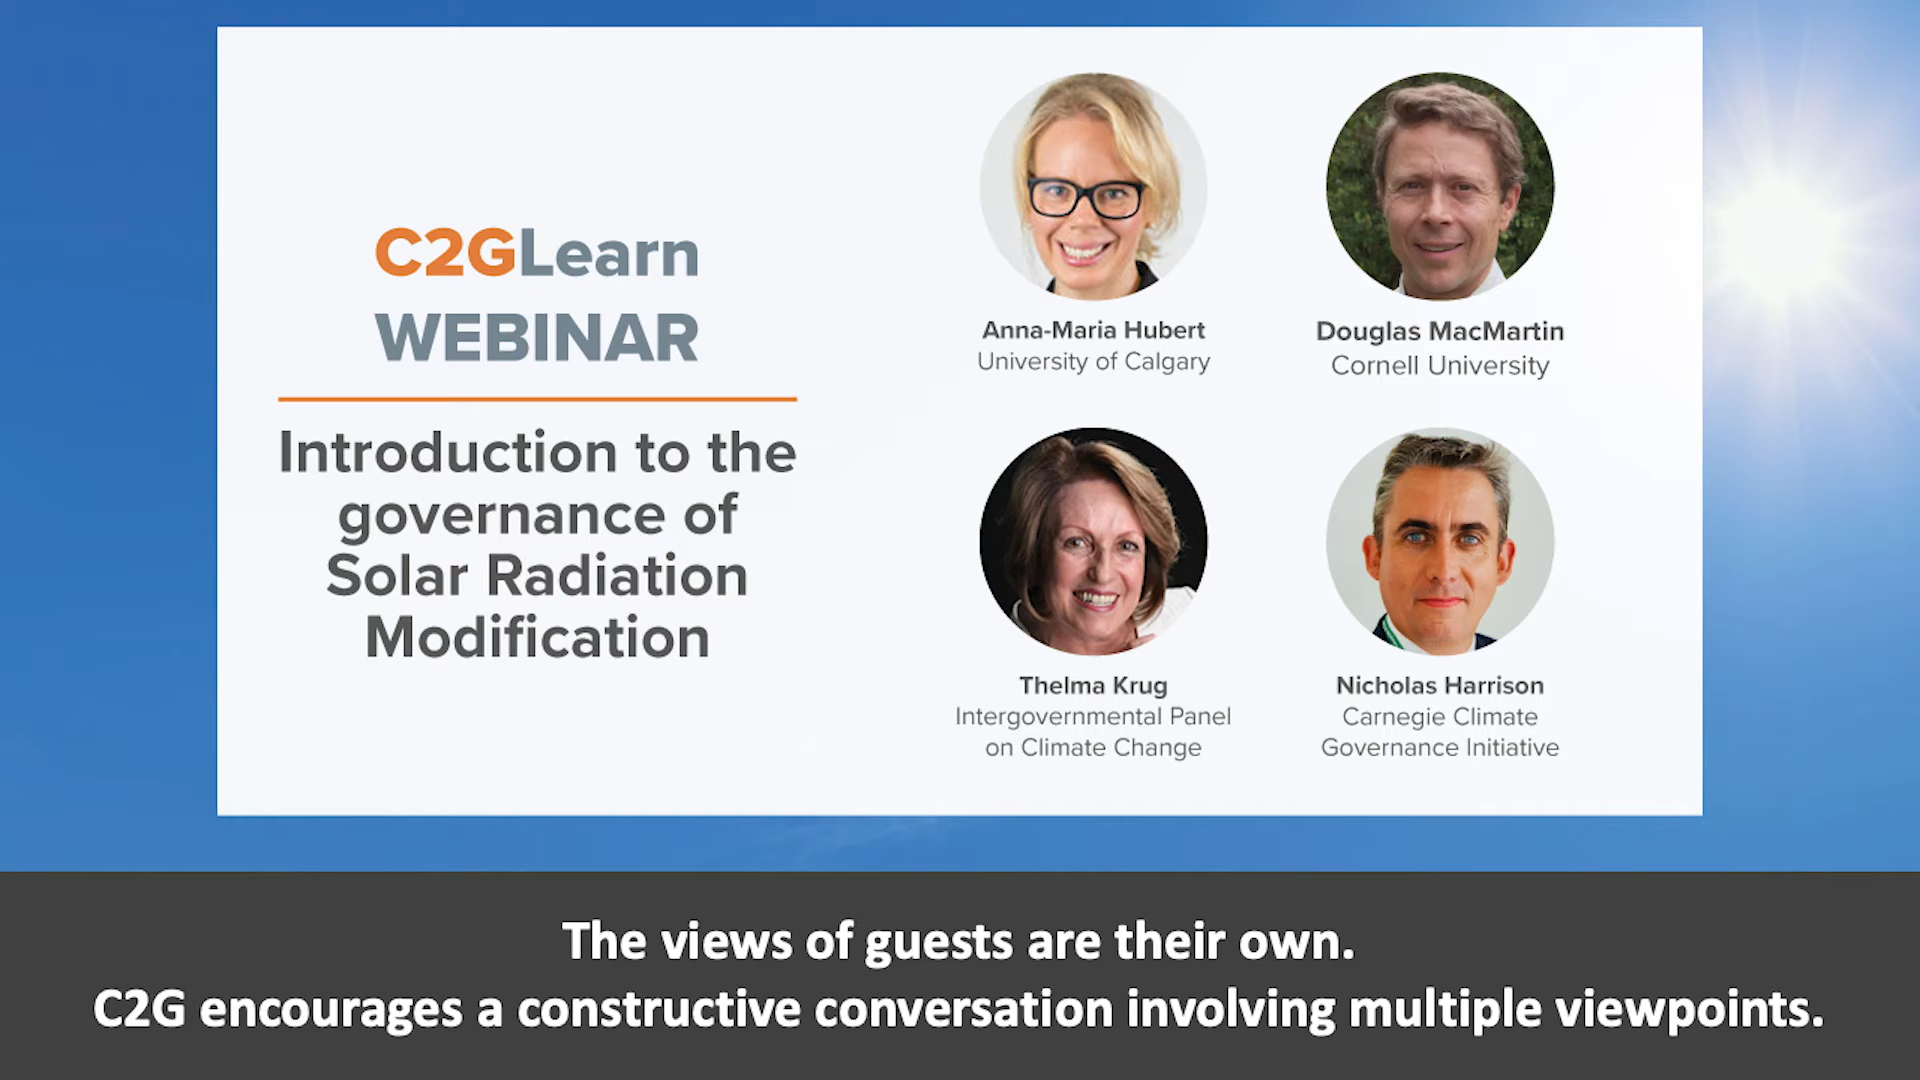 C2GLearn
WEBINAR
Introduction to the
governance of
Solar Radiation
Modification
Anna-Maria Hubert
University of Calgary
Douglas MacMartin
Cornell University
Thelma Krug
Intergovernmental Panel
on Climate Change
Nicholas Harrison
Carnegie Climate
Governance Initiative
The views of guests are their own.
C2G encourages a constructive conversation involving multiple viewpoints.